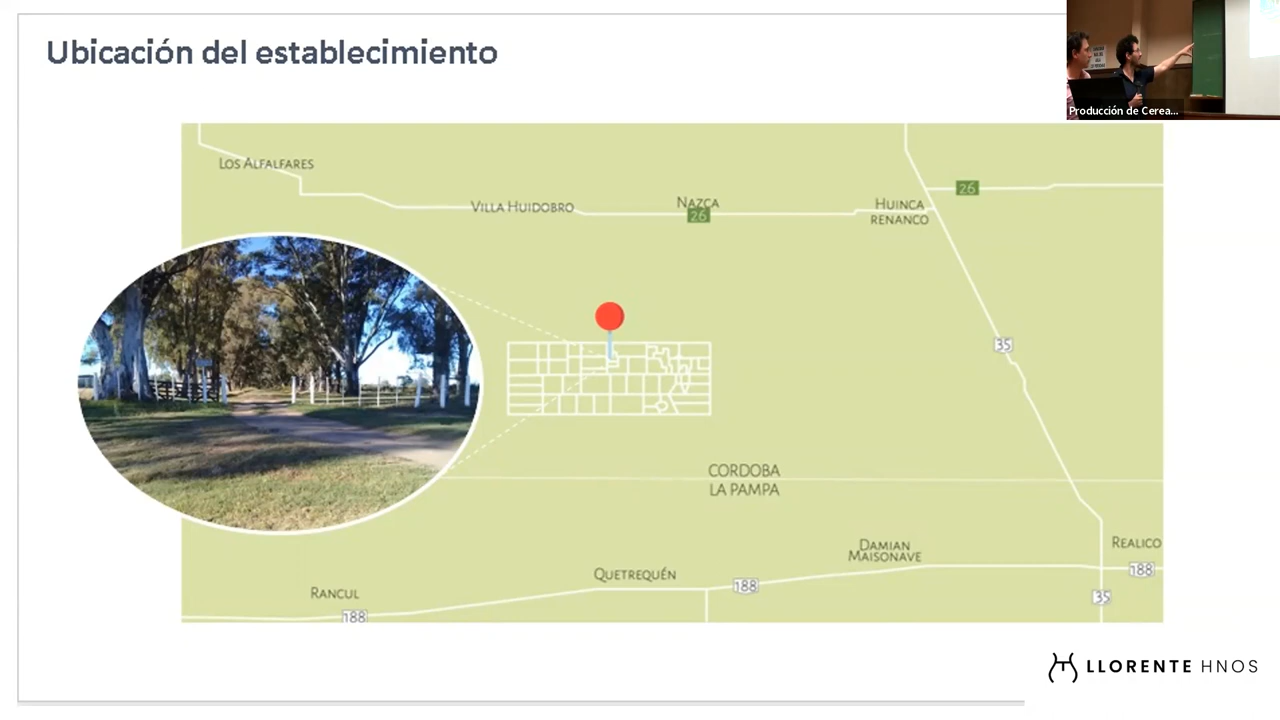 Ubicación del establecimiento
Producción de Cerea...
LOS ALFALFARES
VILLA HUIDOBRO
NAZCA
26
HUINCA
RENANCO
26
35
CORDOBA
LA PAMPA
DAMIAN
MAISONAVE
REALICO
188
QUETREQUÉN
188
RANCUL
188
35
LLORENTE HNOS